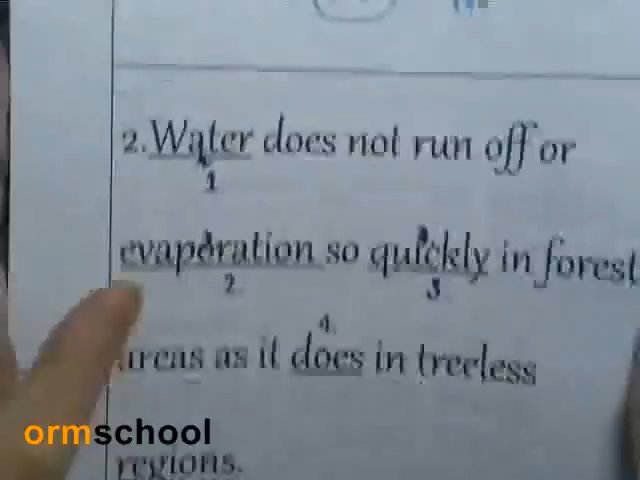 2. Water does not run off or
1
evaporation so quickly in forest
2 3
4.
areas as it does in treeless
regions.
ormschool